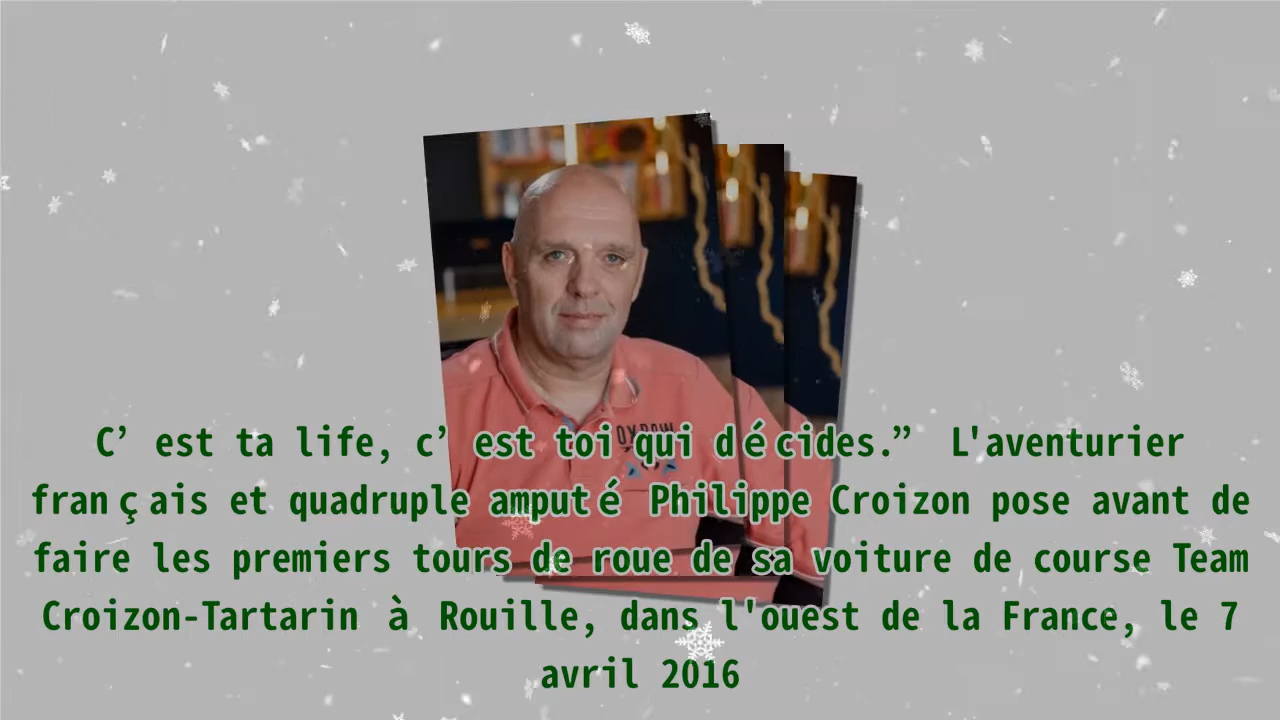 C’ est ta life, c’ est toi qui décides.” L'aventurier
français et quadruple amputé Philippe Croizon pose avant de
faire les premiers tours de roue de sa voiture de course Team
Croizon-Tartarin à Rouille, dans l'ouest de la France, le 7
avril 2016